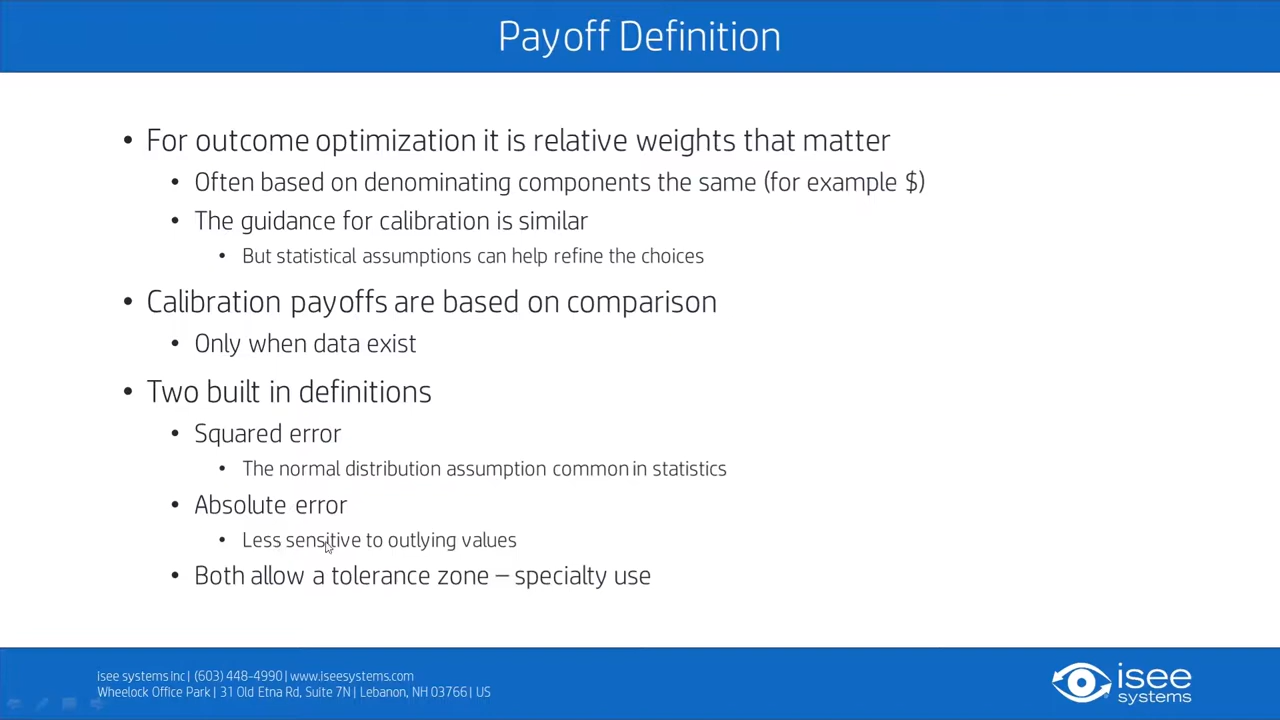 Payoff Definition
• For outcome optimization it is relative weights that matter
• Often based on denominating components the same (for example $)
• The guidance for calibration is similar
• But statistical assumptions can help refine the choices
• Calibration payoffs are based on comparison
• Only when data exist
• Two built in definitions
• Squared error
• The normal distribution assumption common in statistics
• Absolute error
• Less sensitive to outlying values
• Both allow a tolerance zone – specialty use
isee systems inc | (603) 448-4990 | www.iseesystems.com
Wheelock Office Park | 31 Old Etna Rd, Suite 7N | Lebanon, NH 03766 | US
isee
systems